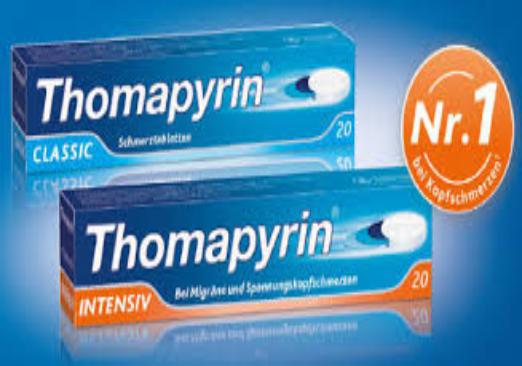 Thomapyrin®
CLASSIC
Schmerztabletten
20
Thomapyrin®
INTENSIV
Bei Migräne und Spannungskopfschmerzen
20
Nr.1
bei Kopfschmerzen